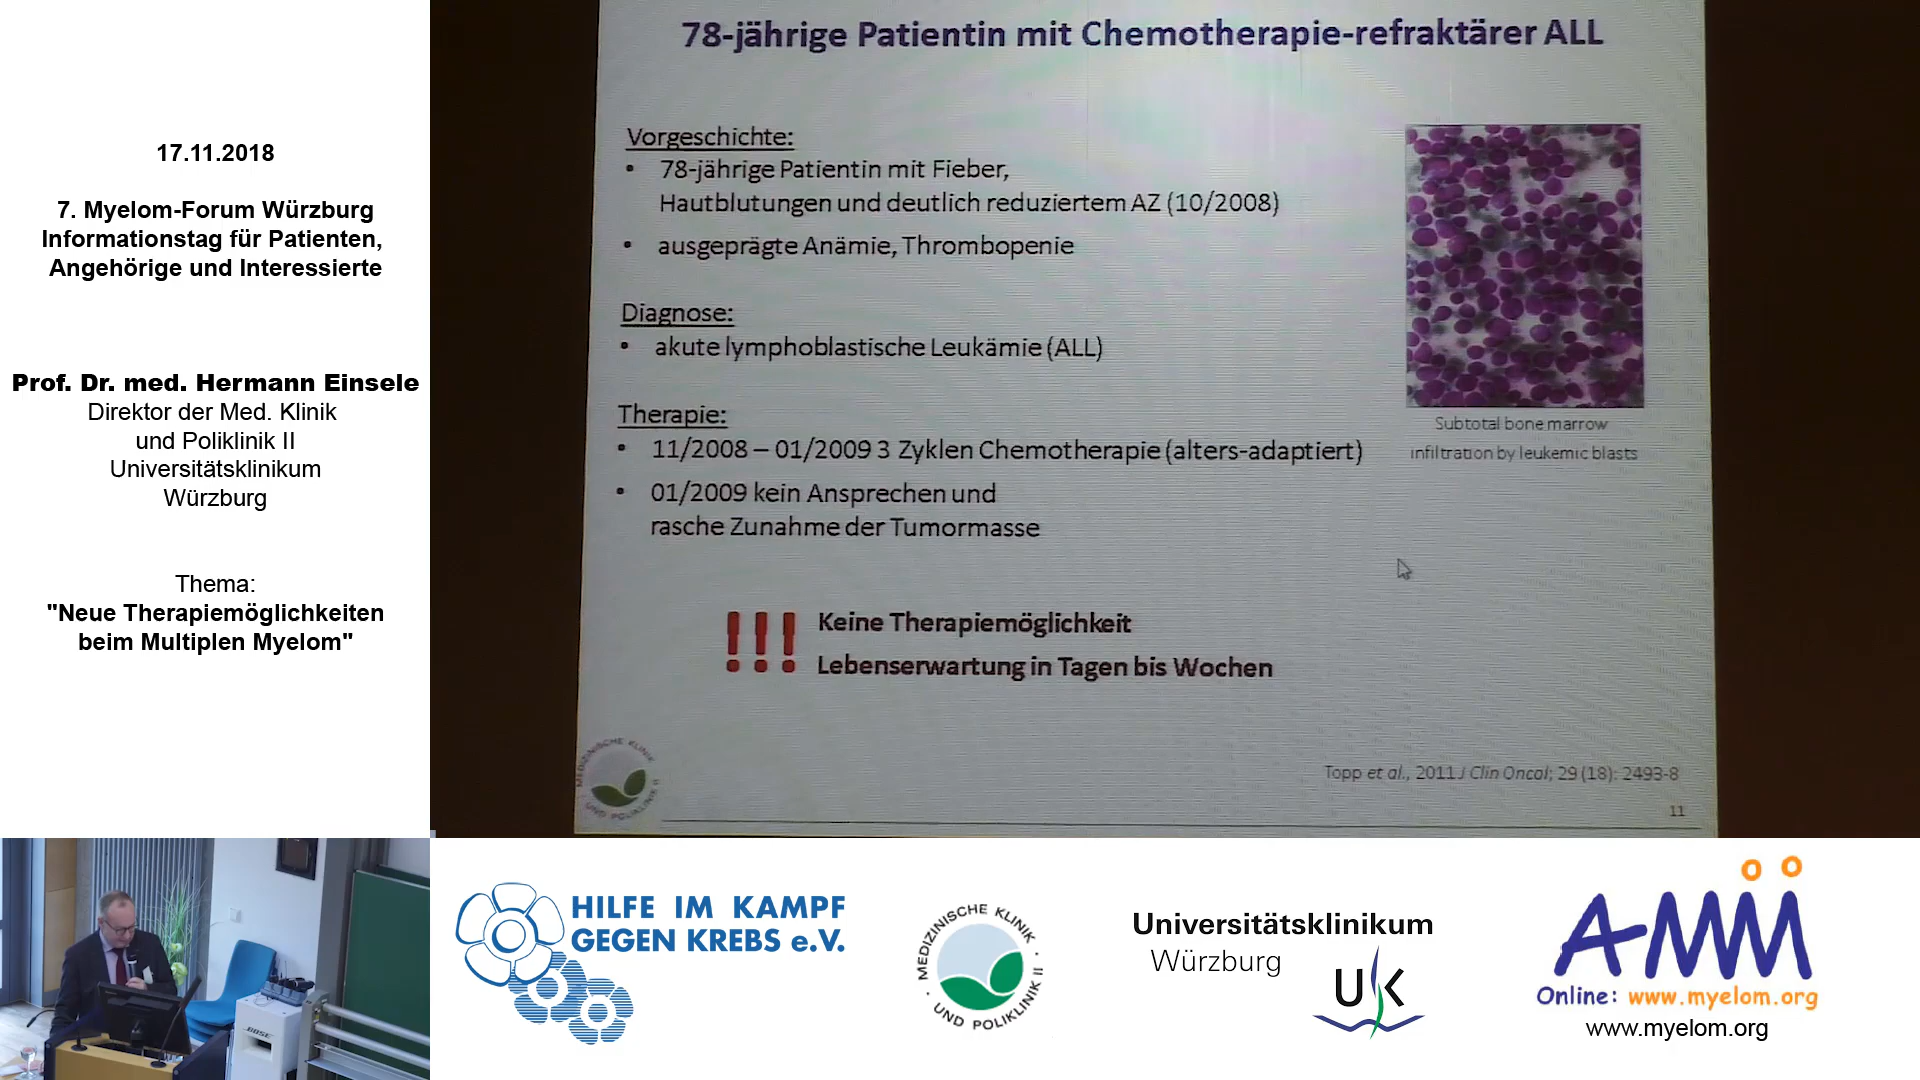 17.11.2018
7. Myelom-Forum Würzburg
Informationstag für Patienten,
Angehörige und Interessierte
Prof. Dr. med. Hermann Einsele
Direktor der Med. Klinik
und Poliklinik II
Universitätsklinikum
Würzburg
Thema:
"Neue Therapiemöglichkeiten
beim Multiplen Myelom"
78-jährige Patientin mit Chemotherapie-refraktärer ALL
Vorgeschichte:
• 78-jährige Patientin mit Fieber,
Hautblutungen und deutlich reduziertem AZ (10/2008)
• ausgeprägte Anämie, Thrombopenie
Diagnose:
• akute lymphoblastische Leukämie (ALL)
Therapie:
• 11/2008 – 01/2009 3 Zyklen Chemotherapie (alters-adaptiert)
• 01/2009 kein Ansprechen und
rasche Zunahme der Tumormasse
Subtotal bone marrow
infiltration by leukemic blasts
!!! Keine Therapiemöglichkeit
Lebenserwartung in Tagen bis Wochen
MEDIZINISCHE KLINIK
UND POLIKLINIK II
Topp et al., 2011 J Clin Oncol; 29 (18): 2493-8
11
BOSE
HILFE IM KAMPF
GEGEN KREBS e.V.
MEDIZINISCHE KLINIK
UND POLIKLINIK II
Universitätsklinikum
Würzburg
UK
AMM
Online: www.myelom.org
www.myelom.org